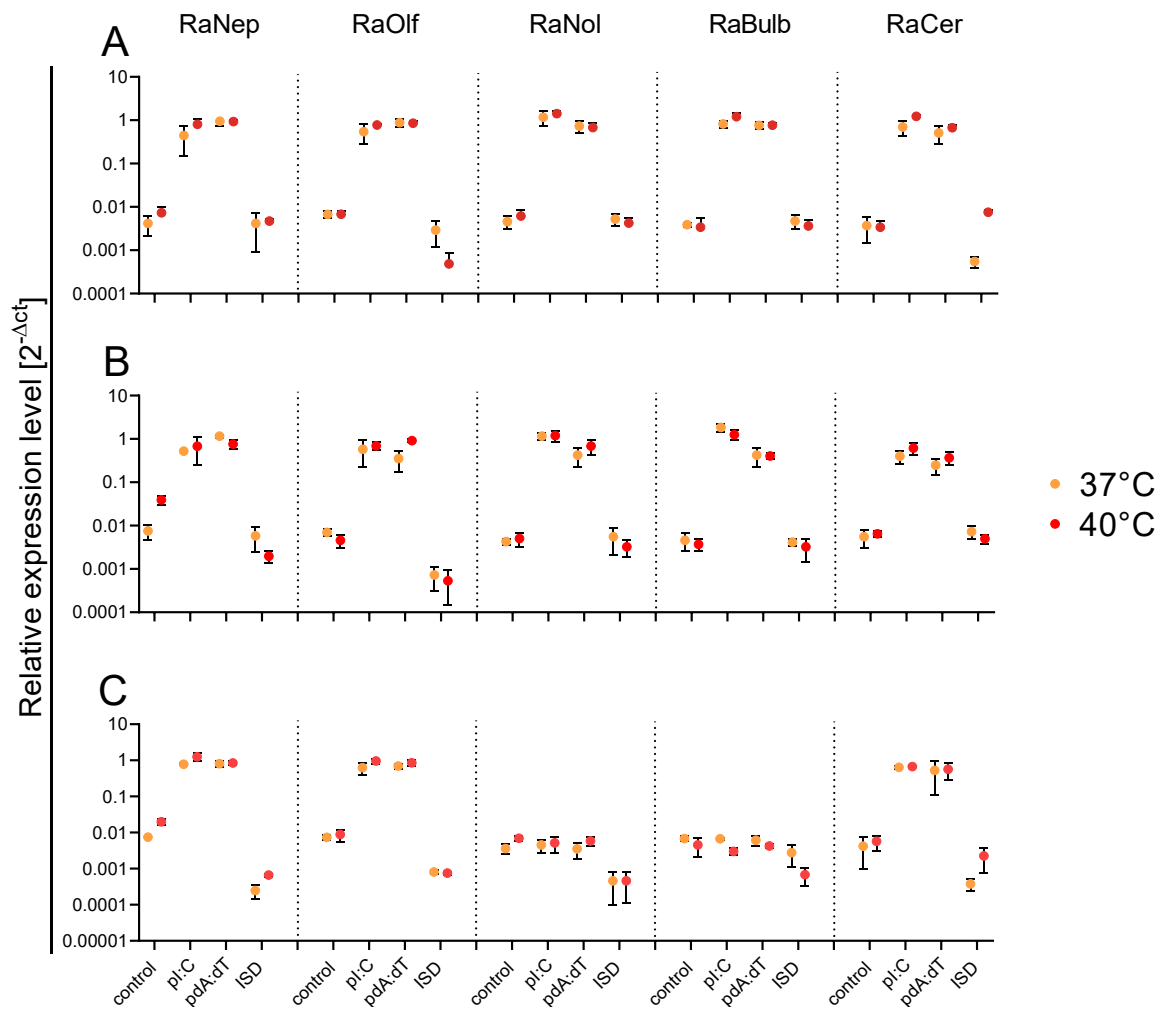 RaNep RaOlf RaNol RaBulb RaCer
A
10
1
0.1
0.01
0.001
0.0001
B
10
1
0.1
0.01
0.001
0.0001
C
10
1
0.1
0.01
0.001
0.0001
0.00001
control pI:C pdA:dT ISD control pI:C pdA:dT ISD control pI:C pdA:dT ISD control pI:C pdA:dT ISD control pI:C pdA:dT ISD
Relative expression level [2^-Δct]
37°C
40°C